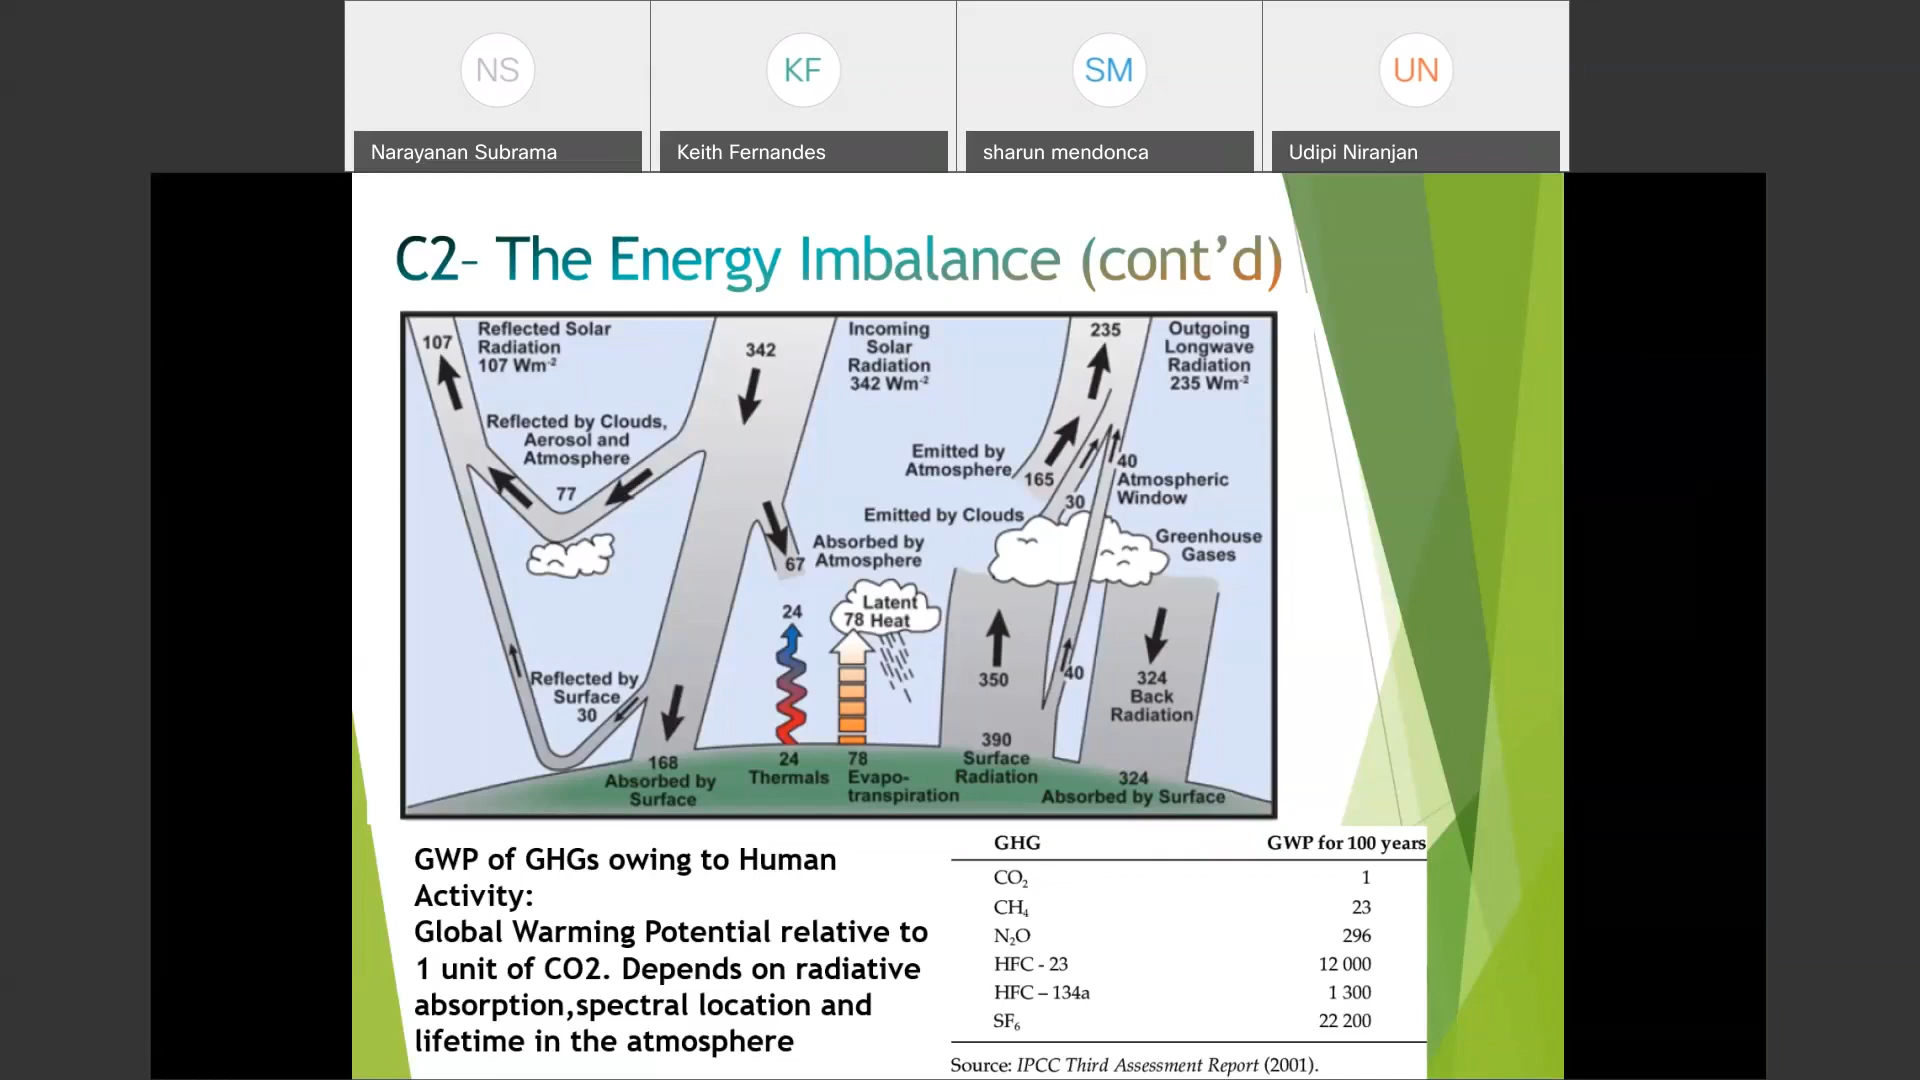 NS
KF
SM
UN
Narayanan Subrama
Keith Fernandes
sharun mendonca
Udipi Niranjan
C2- The Energy Imbalance (cont’d)
107
Reflected Solar
Radiation
107 Wm-2
342
Incoming
Solar
Radiation
342 Wm-2
235
Outgoing
Longwave
Radiation
235 Wm-2
Reflected by Clouds,
Aerosol and
Atmosphere
77
Emitted by
Atmosphere
165
40
Atmospheric
Window
30
Emitted by Clouds
Greenhouse
Gases
Absorbed by
67 Atmosphere
24
Latent
78 Heat
Reflected by
Surface
30
350
40
324
Back
Radiation
168
Absorbed by
Surface
24
Thermals
78
Evapo-
transpiration
390
Surface
Radiation
324
Absorbed by Surface
GWP of GHGs owing to Human
Activity:
Global Warming Potential relative to
1 unit of CO2. Depends on radiative
absorption,spectral location and
lifetime in the atmosphere
GHG GWP for 100 years
CO₂ 1
CH₄ 23
N₂O 296
HFC - 23 12 000
HFC – 134a 1 300
SF₆ 22 200
Source: IPCC Third Assessment Report (2001).